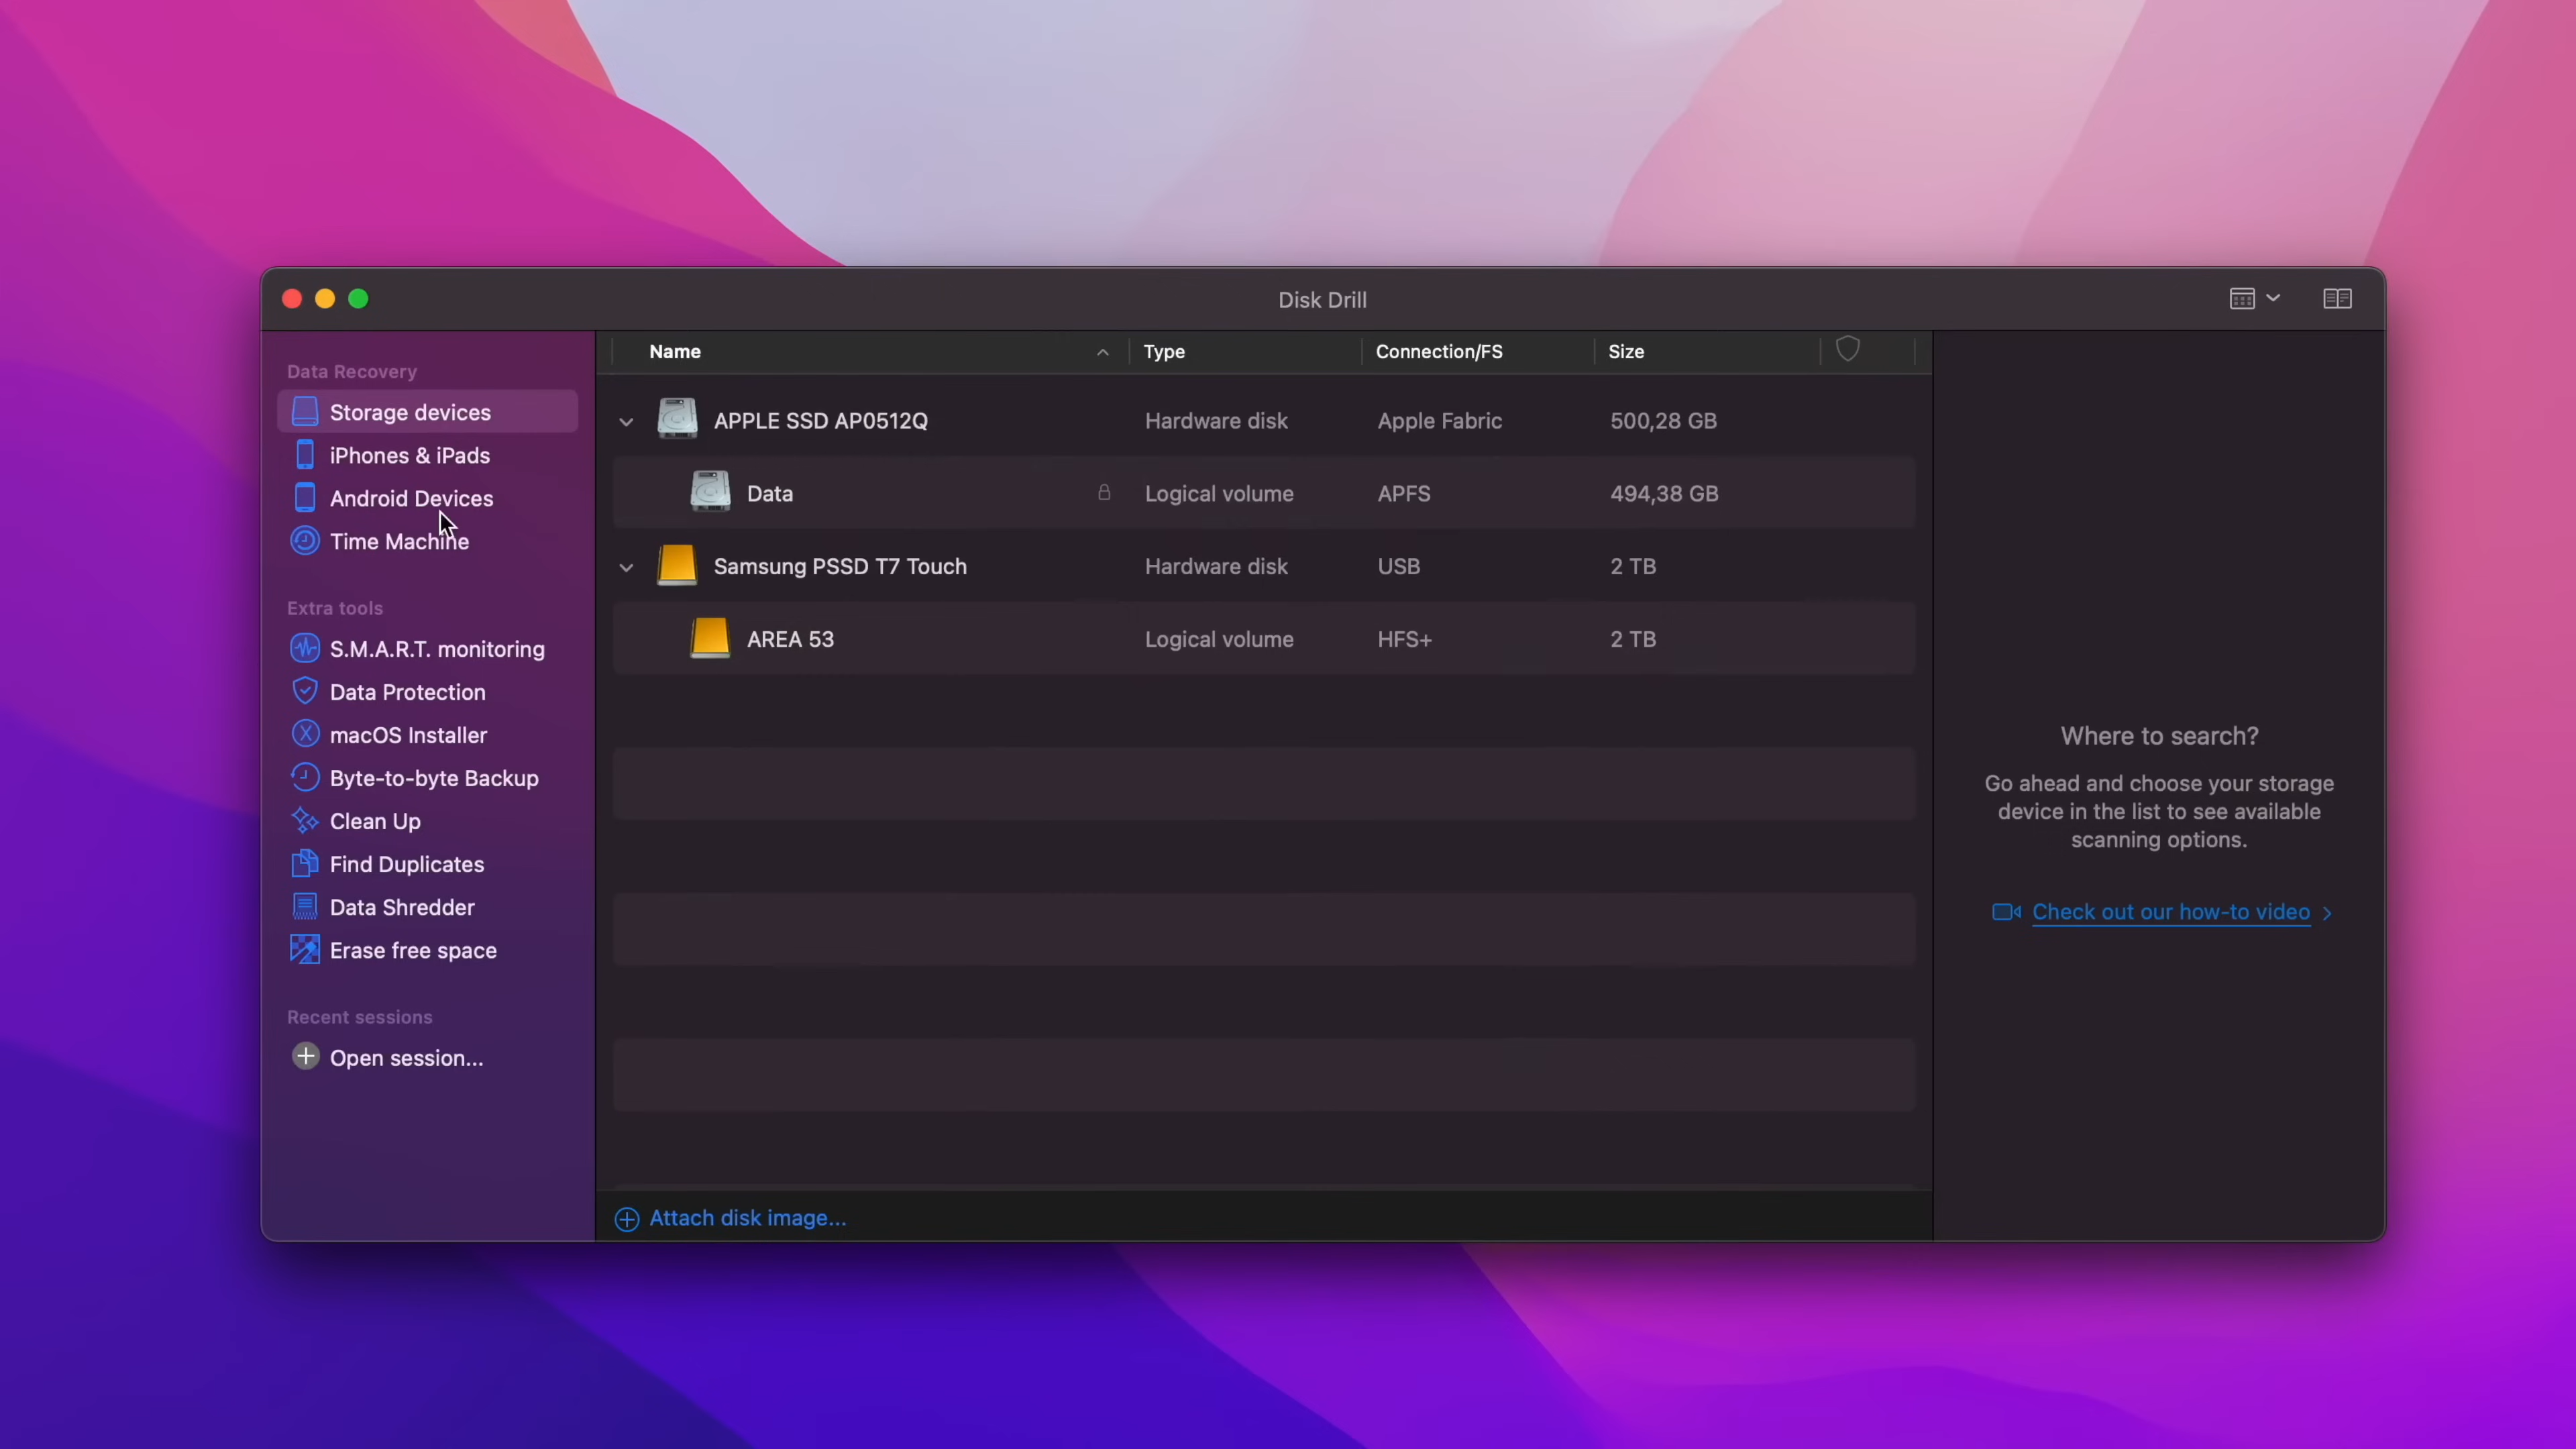 Disk Drill
Data Recovery
Storage devices
iPhones & iPads
Android Devices
Time Machine
Extra tools
S.M.A.R.T. monitoring
Data Protection
macOS Installer
Byte-to-byte Backup
Clean Up
Find Duplicates
Data Shredder
Erase free space
Recent sessions
Open session...
Name Type Connection/FS Size
APPLE SSD AP0512Q Hardware disk Apple Fabric 500,28 GB
Data Logical volume APFS 494,38 GB
Samsung PSSD T7 Touch Hardware disk USB 2 TB
AREA 53 Logical volume HFS+ 2 TB
Attach disk image...
Where to search?
Go ahead and choose your storage
device in the list to see available
scanning options.
Check out our how-to video